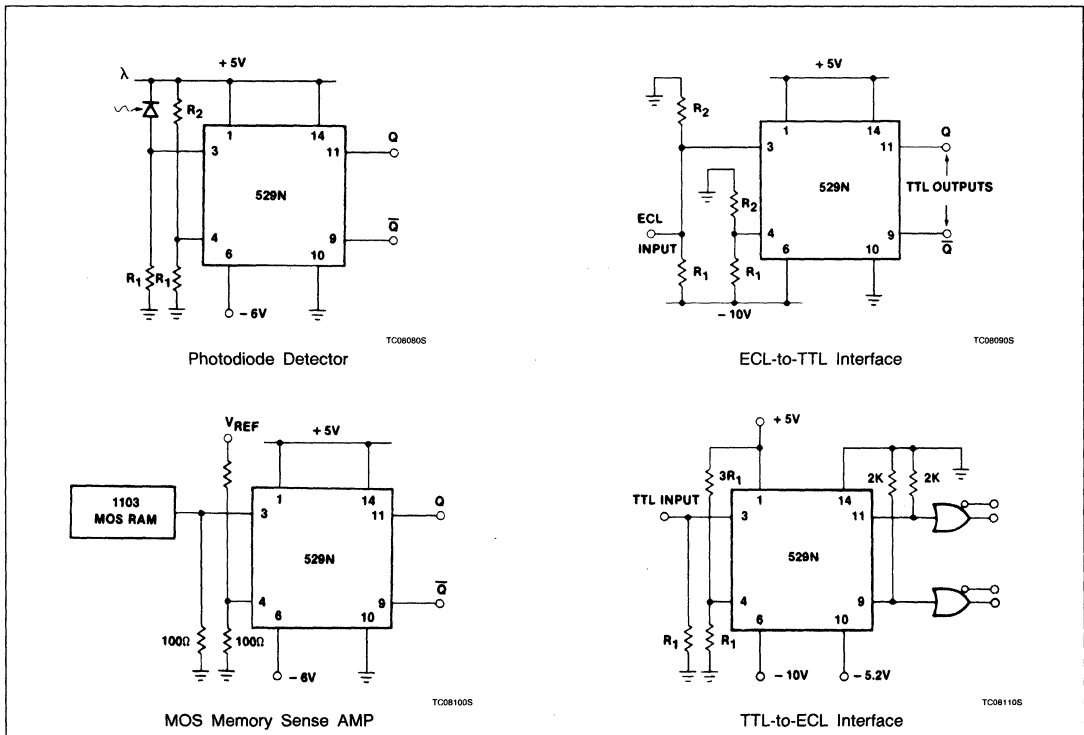 λ
+ 5V
R2
1
14
3
11
Q
529N
4
9
Q̅
6
10
R1
R1
− 6V
TC08080S
Photodiode Detector
+ 5V
R2
1
14
3
11
Q
529N
TTL OUTPUTS
R2
ECL
INPUT
4
9
Q̅
6
10
R1
R1
− 10V
TC08090S
ECL-to-TTL Interface
VREF
+ 5V
1103
MOS RAM
1
14
3
11
Q
529N
4
9
Q̅
6
10
100Ω
100Ω
− 6V
TC08100S
MOS Memory Sense AMP
+ 5V
3R1
2K
2K
TTL INPUT
1
14
3
11
529N
4
9
6
10
R1
R1
− 10V
− 5.2V
TC08110S
TTL-to-ECL Interface